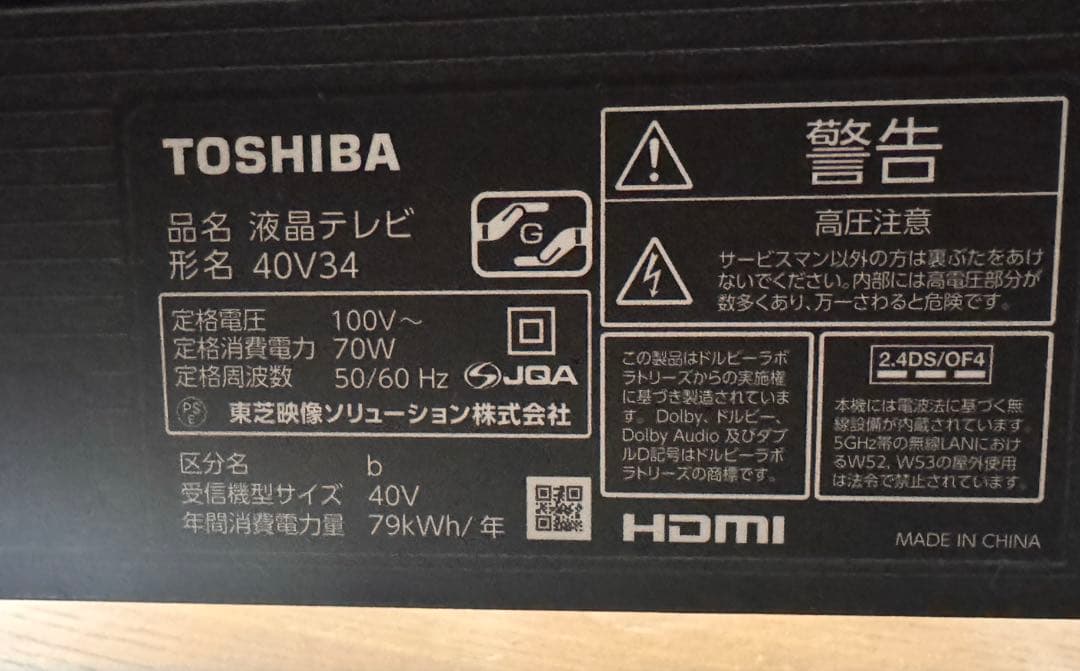 TOSHIBA
品名 液晶テレビ
形名 40V34
G
定格電圧 100V～
定格消費電力 70W
定格周波数 50/60 Hz
JQA
PS
E
東芝映像ソリューション株式会社
区分名 b
受信機型サイズ 40V
年間消費電力量 79kWh/年
警告
高圧注意
サービスマン以外の方は裏ぶたをあけ
ないでください。内部には高電圧部分が
数多くあり、万一さわると危険です。
この製品はドルビーラボ
ラトリーズからの実施権
に基づき製造されていま
す。Dolby、ドルビー、
Dolby Audio 及びダブ
ルD記号はドルビーラボ
ラトリーズの商標です。
2.4DS/OF4
本機には電波法に基づく無
線設備が内蔵されています。
5GHz帯の無線LANにおけ
るW52, W53の屋外使用
は法令で禁止されています。
HDMI
MADE IN CHINA